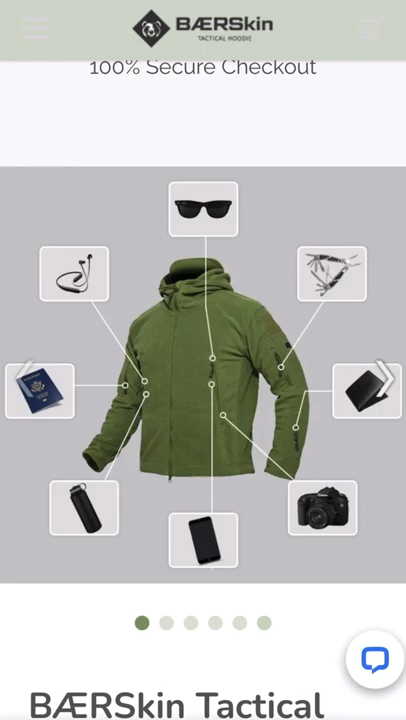 BÆRSkin
TACTICAL HOODIE
100% Secure Checkout
BÆRSkin Tactical